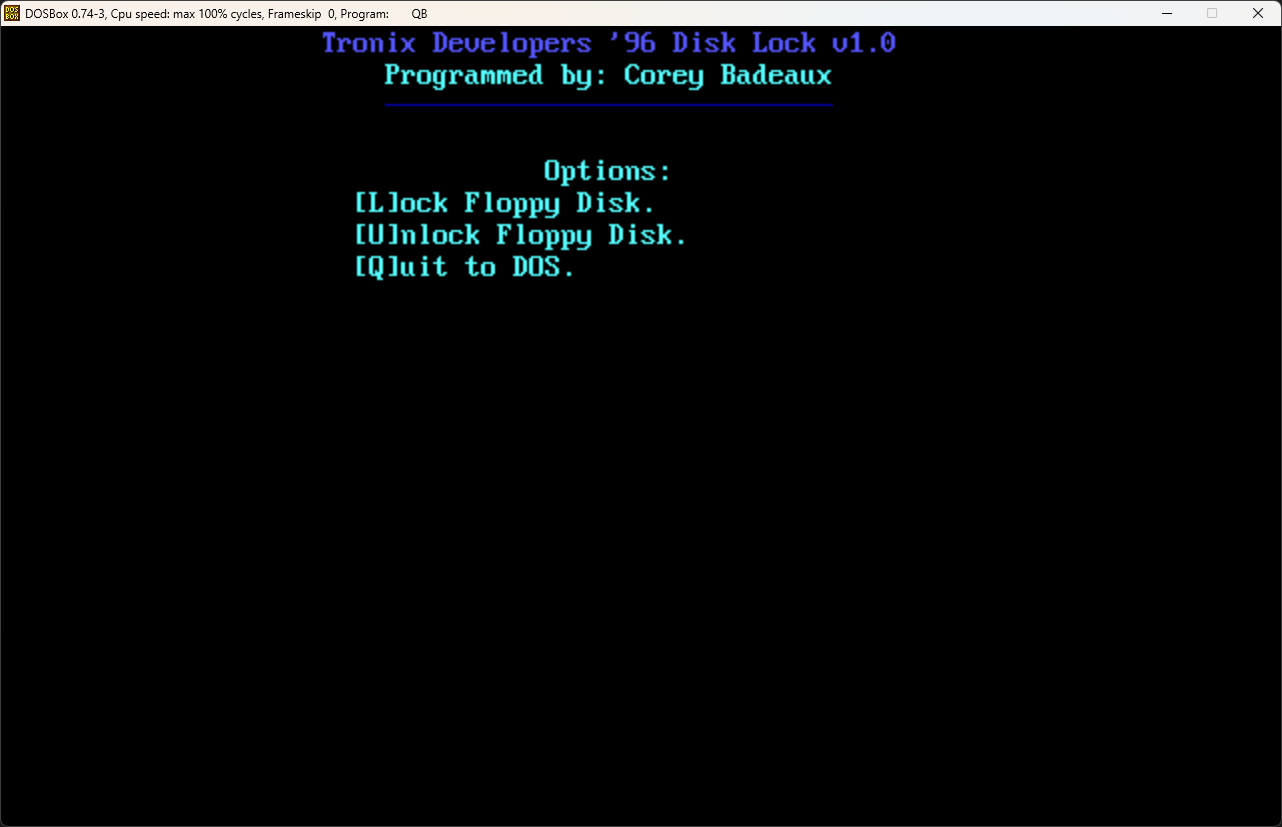 DOSBox 0.74-3, Cpu speed: max 100% cycles, Frameskip 0, Program: QB
Tronix Developers '96 Disk Lock v1.0
Programmed by: Corey Badeaux
Options:
[L]ock Floppy Disk.
[U]nlock Floppy Disk.
[Q]uit to DOS.